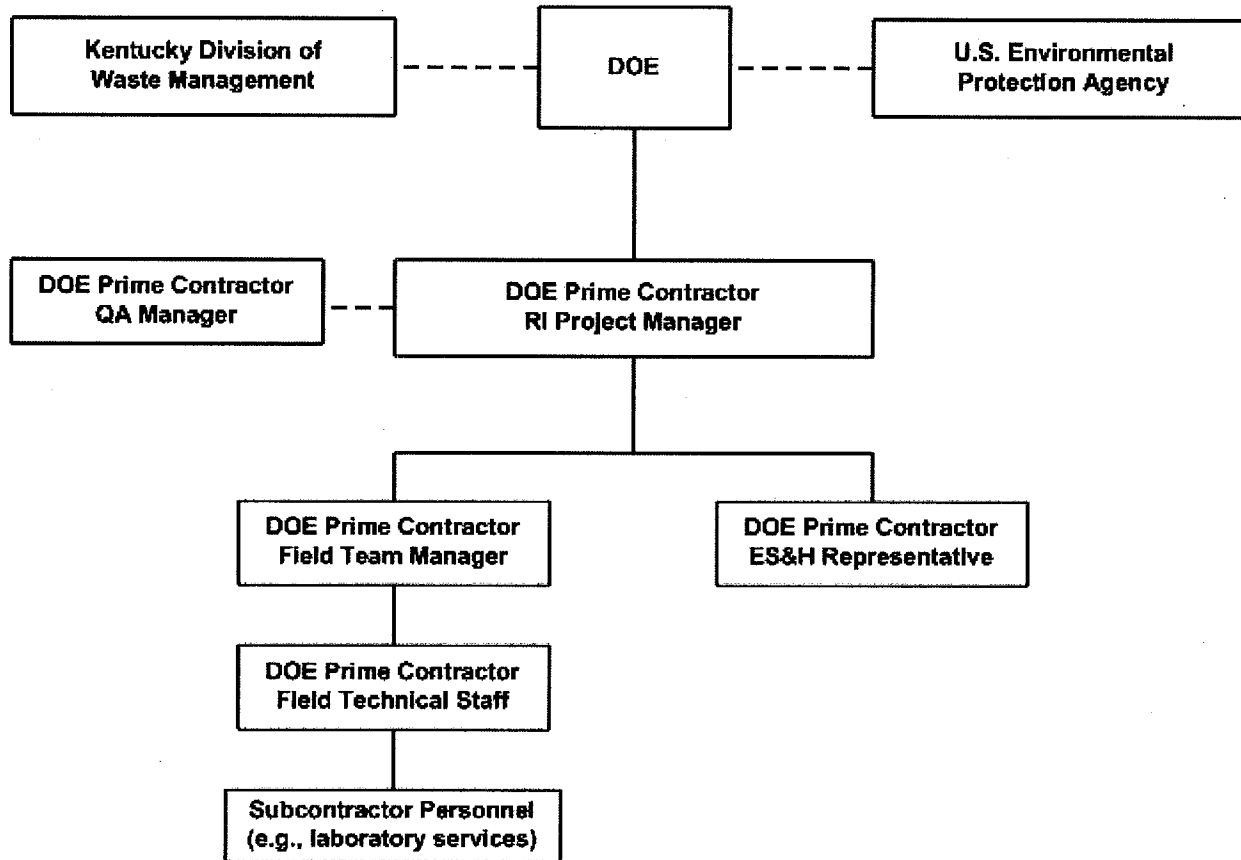 Kentucky Division of
Waste Management
DOE
U.S. Environmental
Protection Agency
DOE Prime Contractor
QA Manager
DOE Prime Contractor
RI Project Manager
DOE Prime Contractor
Field Team Manager
DOE Prime Contractor
ES&H Representative
DOE Prime Contractor
Field Technical Staff
Subcontractor Personnel
(e.g., laboratory services)